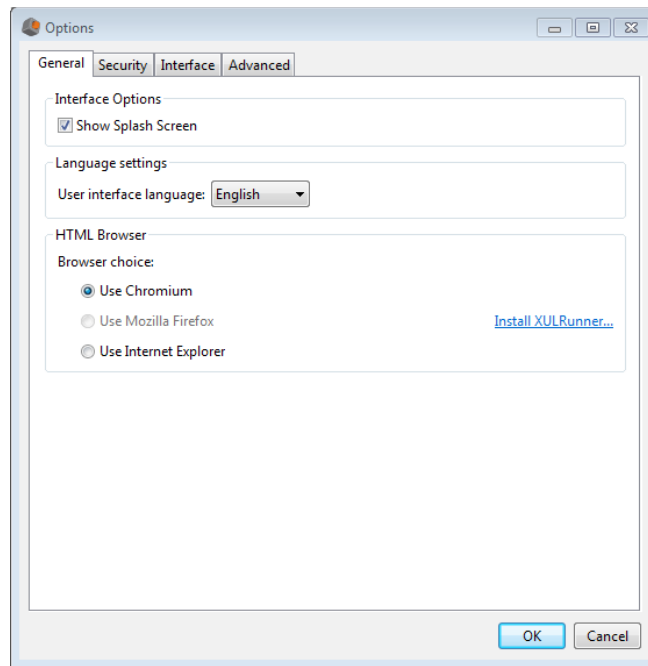 Options
General Security Interface Advanced
Interface Options
Show Splash Screen
Language settings
User interface language: English
HTML Browser
Browser choice:
Use Chromium
Use Mozilla Firefox Install XULRunner...
Use Internet Explorer
OK Cancel